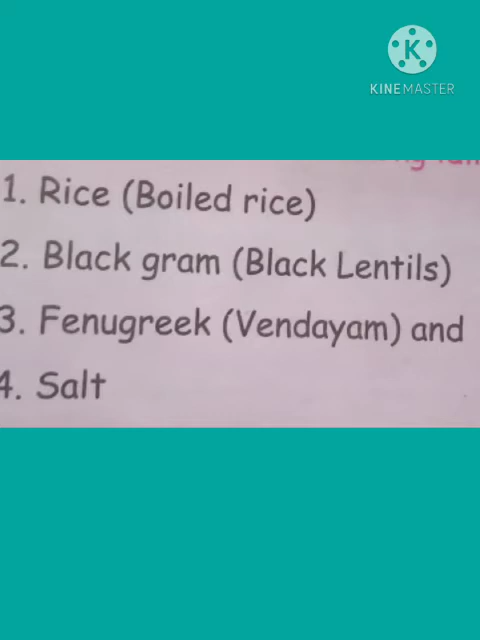 KINEMASTER
1. Rice (Boiled rice)
2. Black gram (Black Lentils)
3. Fenugreek (Vendayam) and
4. Salt